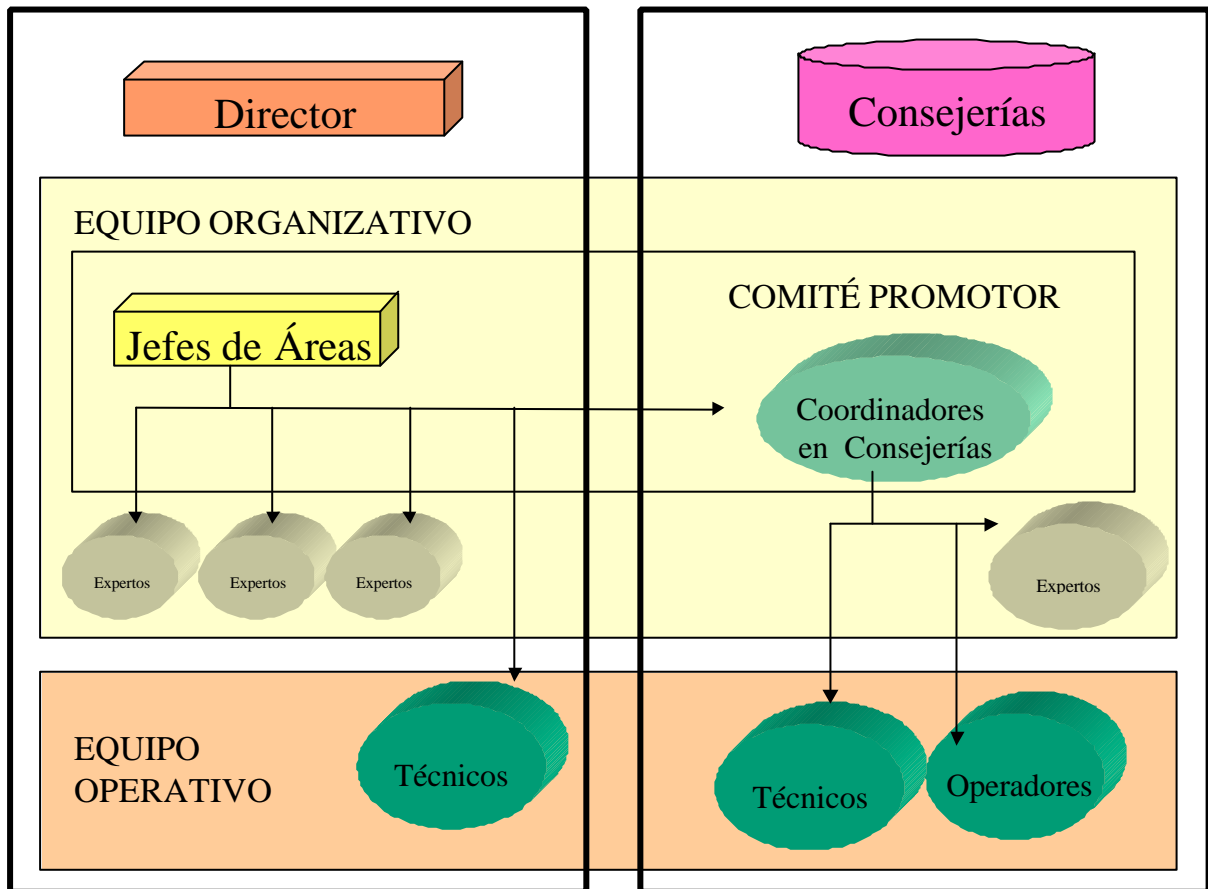 Director
Consejerías
EQUIPO ORGANIZATIVO
COMITÉ PROMOTOR
Jefes de Áreas
Coordinadores
en Consejerías
Expertos
Expertos
Expertos
Expertos
EQUIPO
OPERATIVO
Técnicos
Técnicos
Operadores